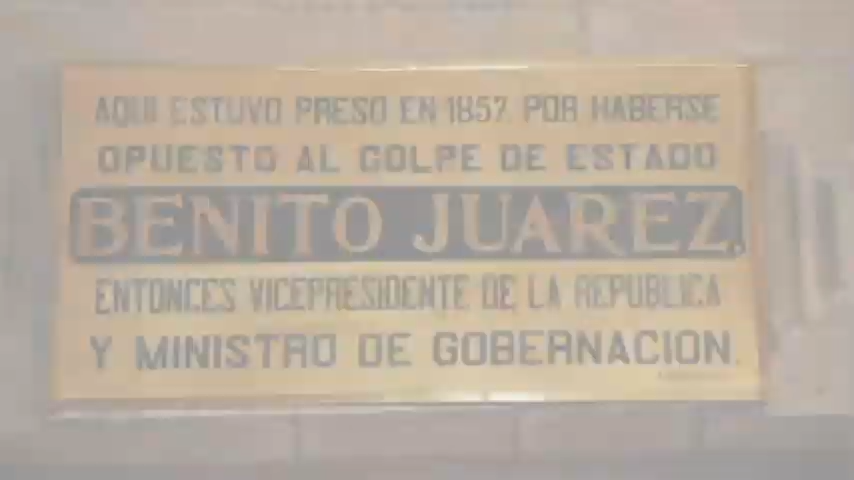 AQUI ESTUVO PRESO EN 1857 POR HABERSE
OPUESTO AL GOLPE DE ESTADO
BENITO JUAREZ.
ENTONCES VICEPRESIDENTE DE LA REPUBLICA
Y MINISTRO DE GOBERNACION.